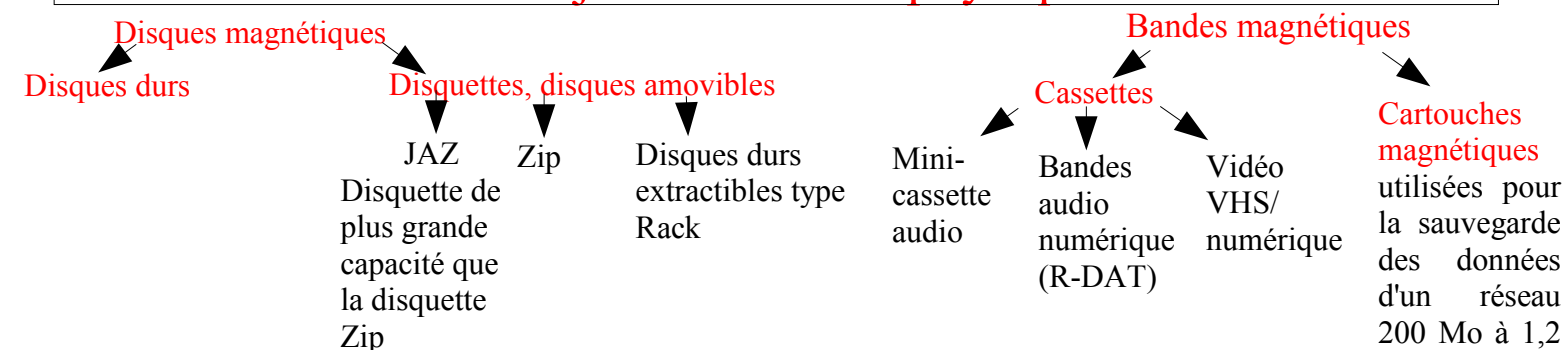 Disques magnétiques
Disques durs
Disquettes, disques amovibles
JAZ
Disquette de
plus grande
capacité que
la disquette
Zip
Zip
Disques durs
extractibles type
Rack
Bandes magnétiques
Cassettes
Mini-
cassette
audio
Bandes
audio
numérique
(R-DAT)
Vidéo
VHS/
numérique
Cartouches
magnétiques
utilisées pour
la sauvegarde
des données
d'un réseau
200 Mo à 1,2